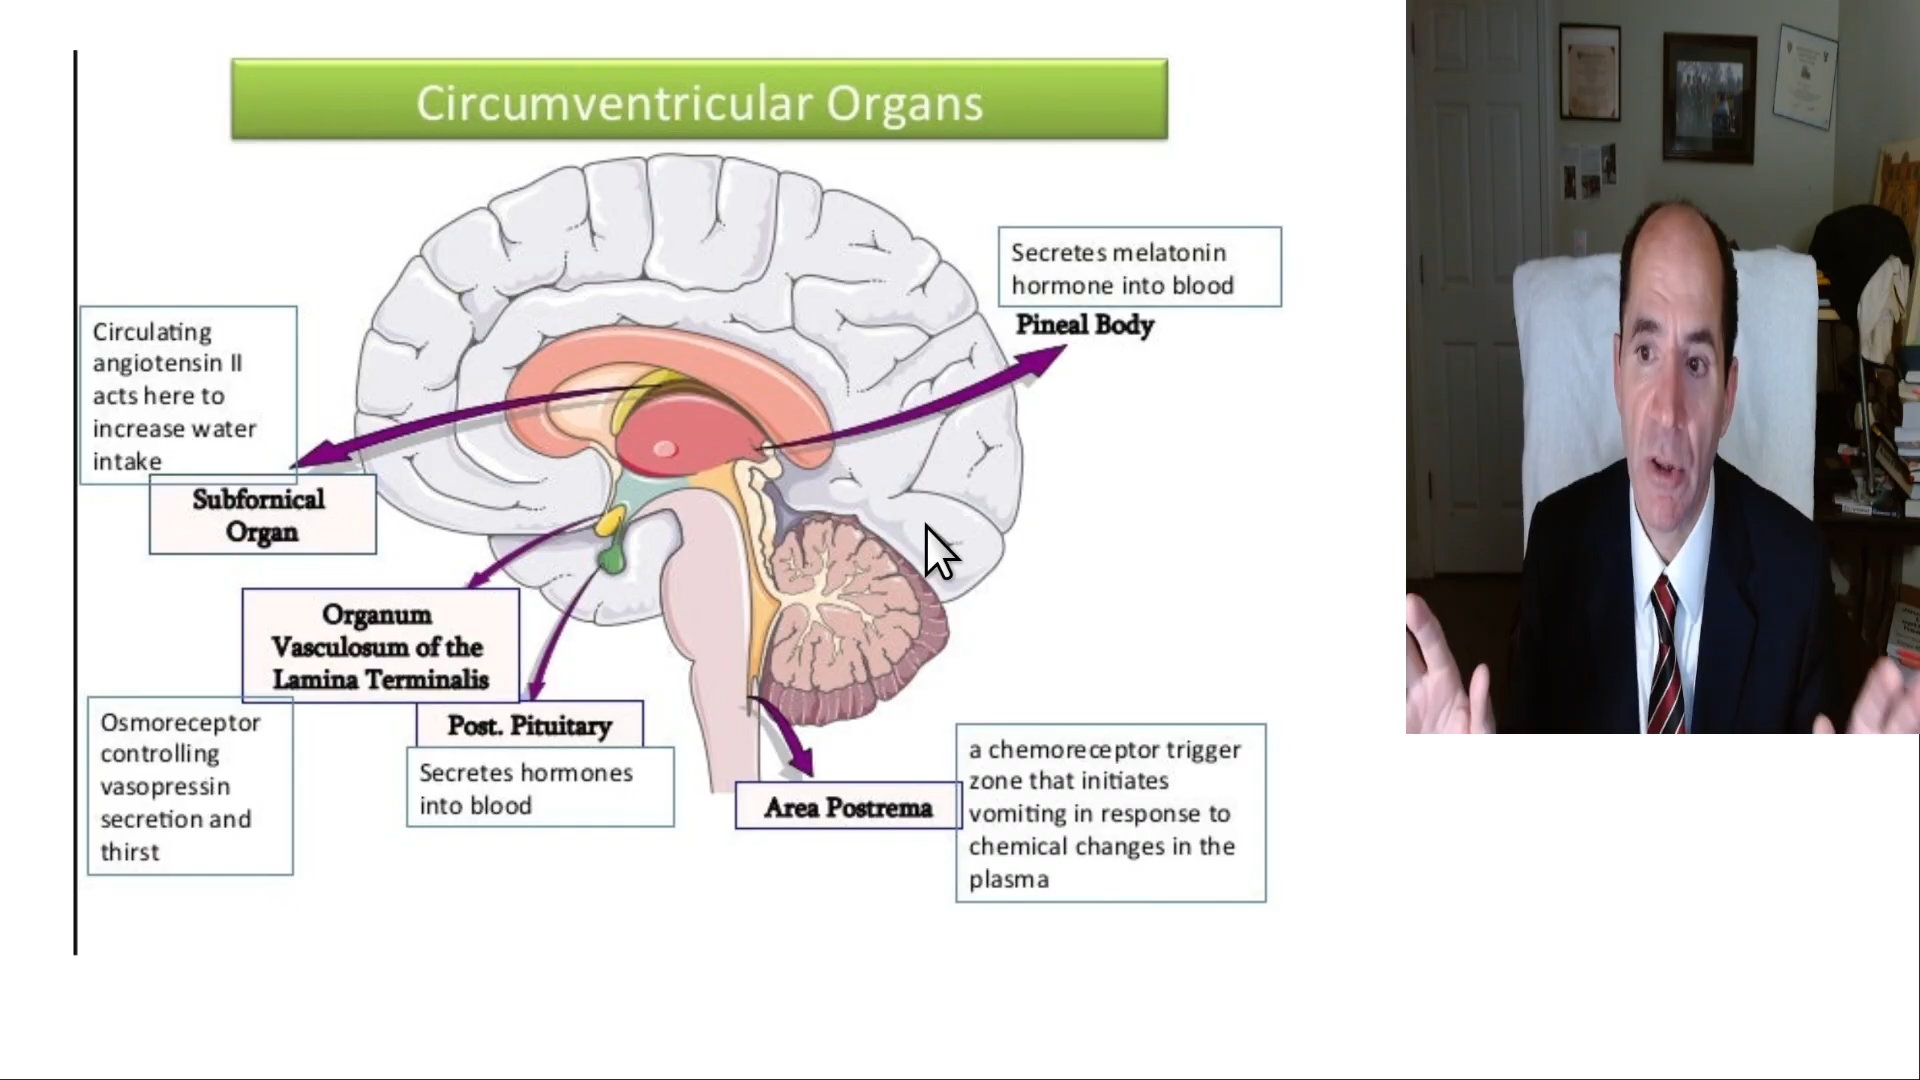 Circumventricular Organs
Secretes melatonin
hormone into blood
Pineal Body
Circulating
angiotensin II
acts here to
increase water
intake
Subfornical
Organ
Organum
Vasculosum of the
Lamina Terminalis
Osmoreceptor
controlling
vasopressin
secretion and
thirst
Post. Pituitary
Secretes hormones
into blood
Area Postrema
a chemoreceptor trigger
zone that initiates
vomiting in response to
chemical changes in the
plasma